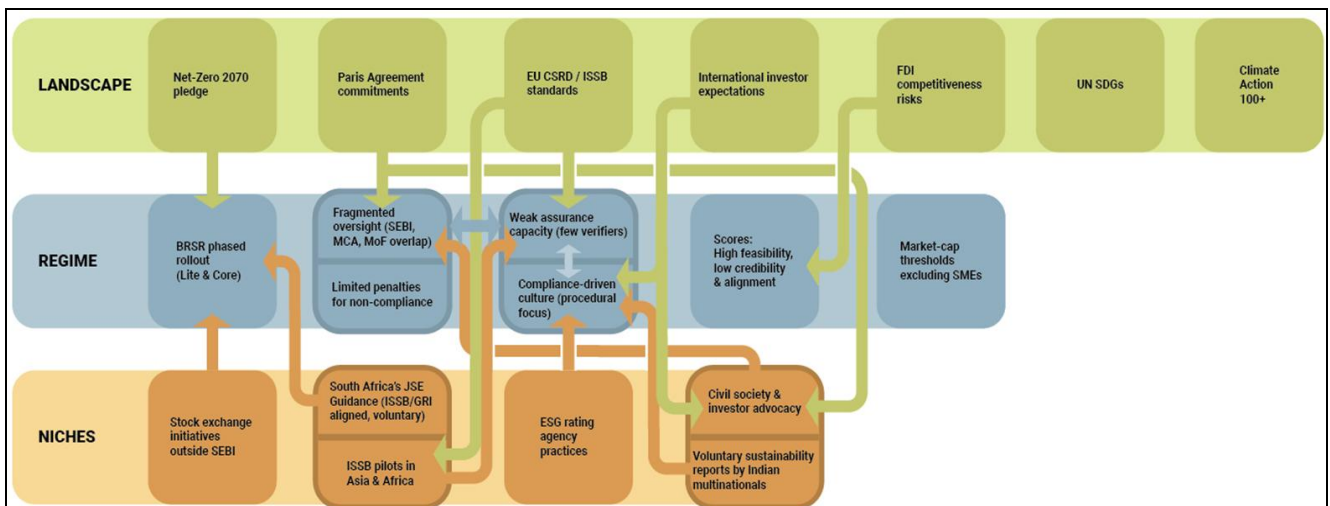 LANDSCAPE
Net-Zero 2070
pledge
Paris Agreement
commitments
EU CSRD / ISSB
standards
International investor
expectations
FDI
competitiveness
risks
UN SDGs
Climate
Action
100+
REGIME
BRSR phased
rollout
(Lite & Core)
Fragmented
oversight (SEBI,
MCA, MoF overlap)
Limited penalties
for non-compliance
Weak assurance
capacity (few verifiers)
Compliance-driven
culture (procedural
focus)
Scores:
High feasibility,
low credibility
& alignment
Market-cap
thresholds
excluding SMEs
NICHES
Stock exchange
initiatives
outside SEBI
South Africa's JSE
Guidance (ISSB/GRI
aligned, voluntary)
ISSB pilots in
Asia & Africa
ESG rating
agency
practices
Civil society &
investor advocacy
Voluntary sustainability
reports by Indian
multinationals